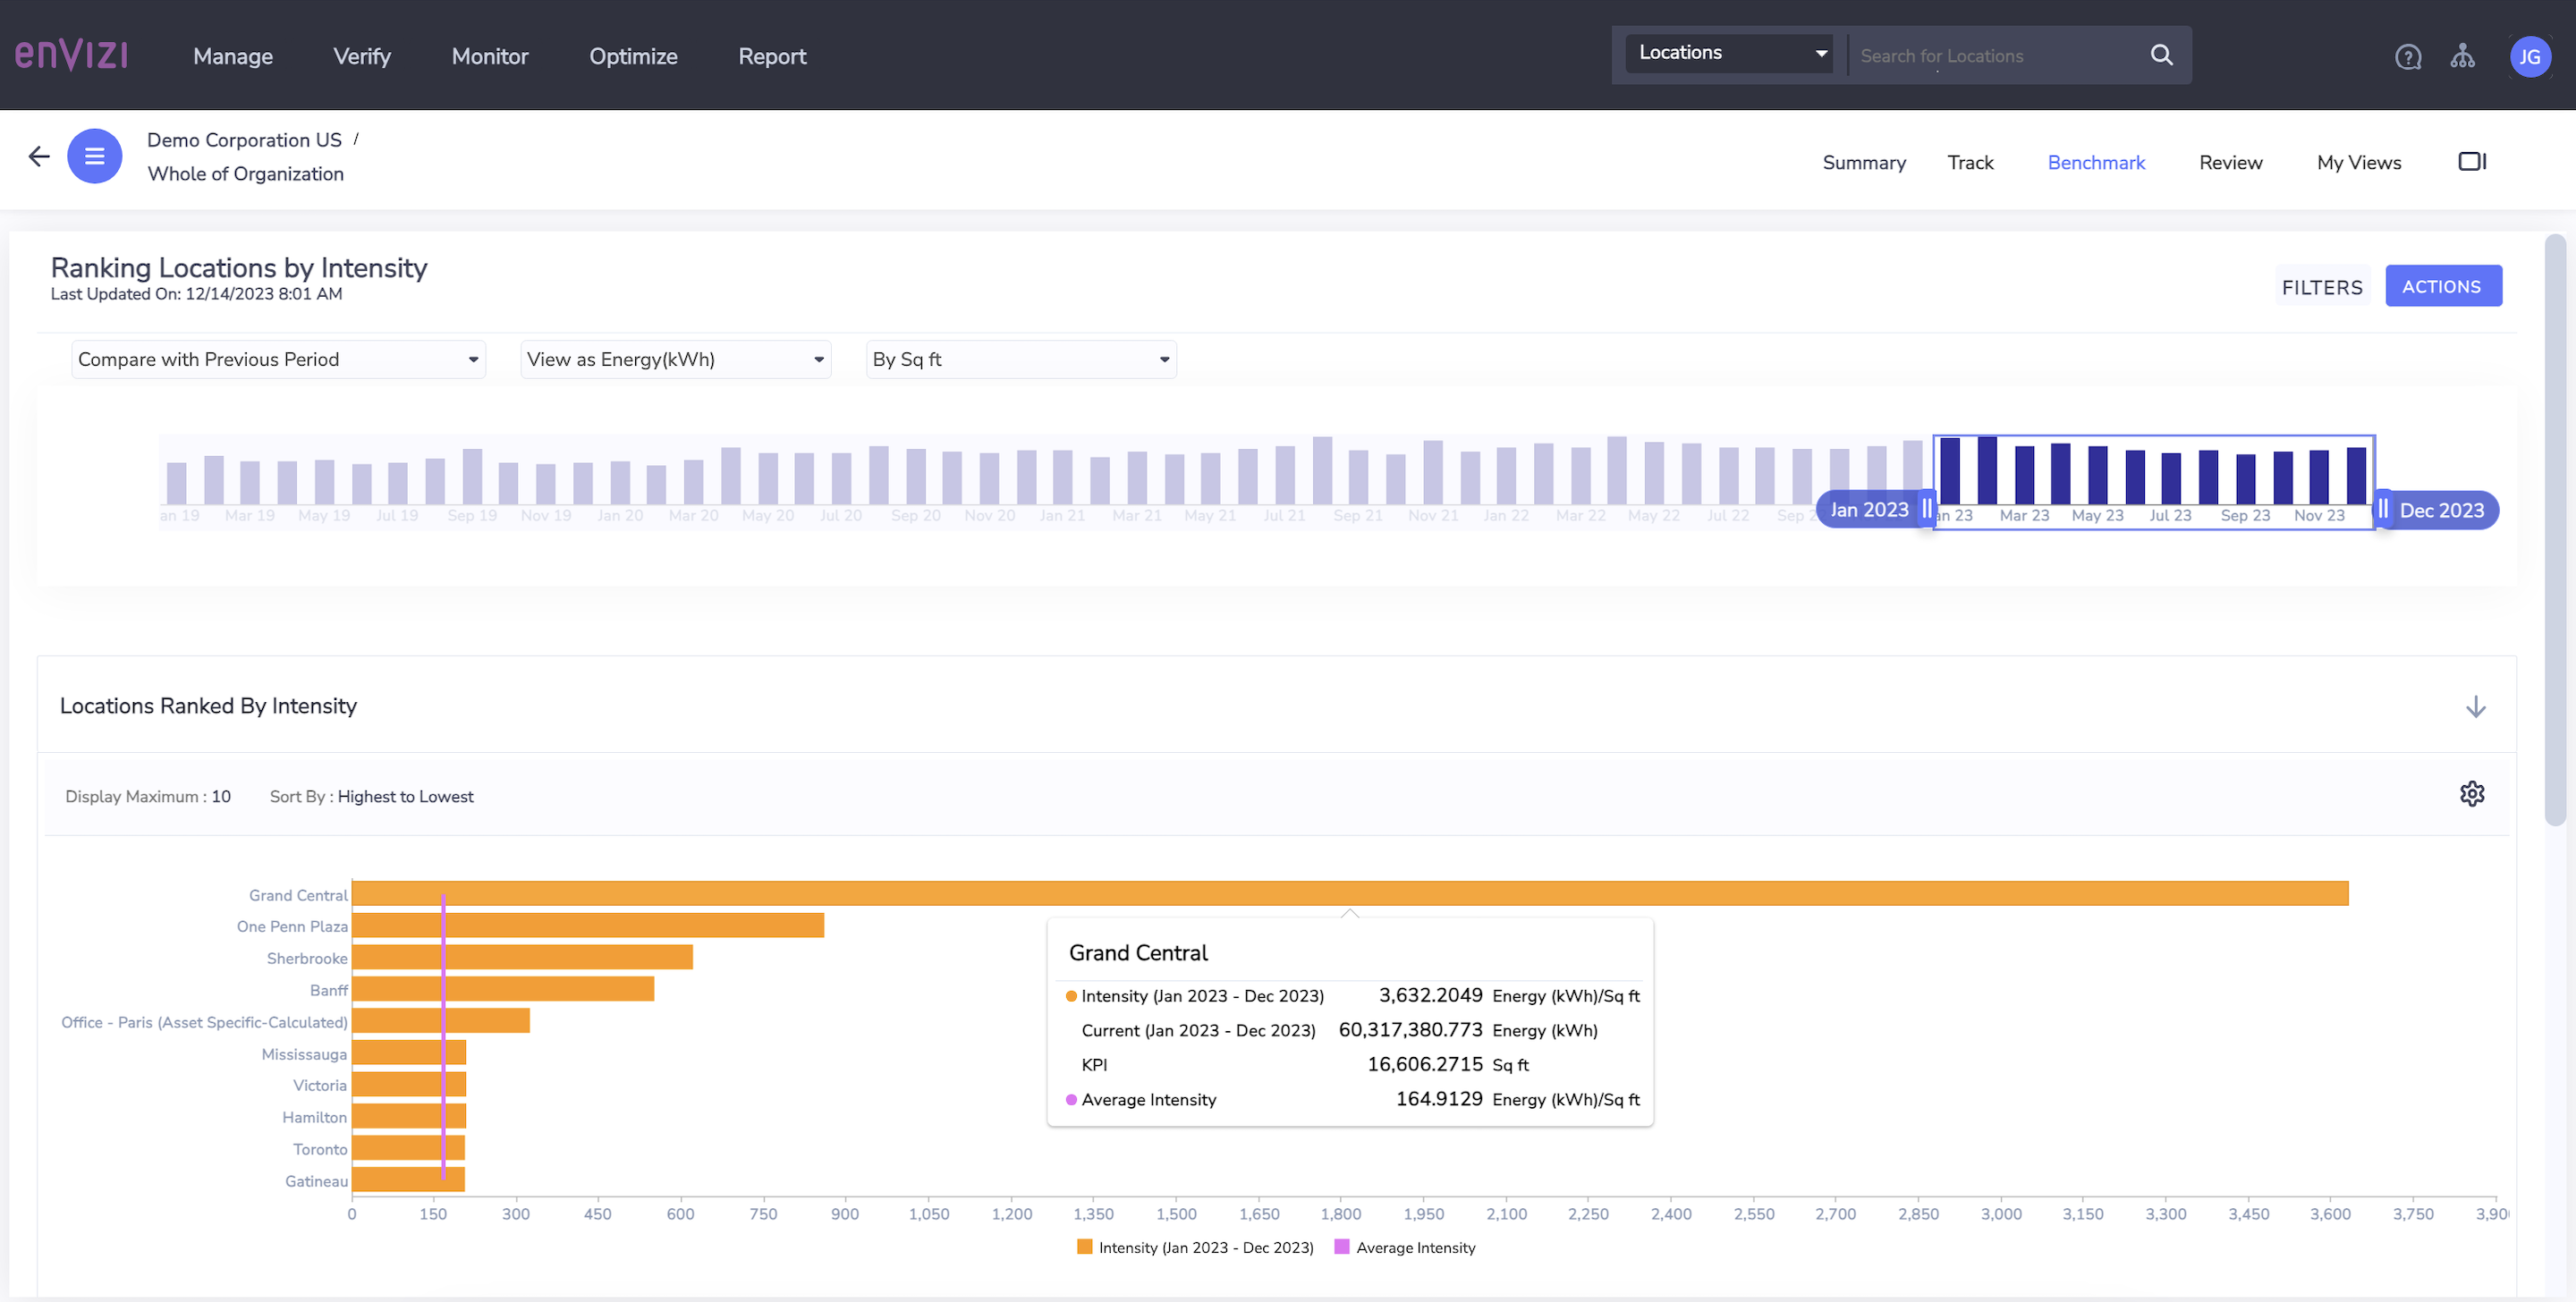 enVIZI Manage Verify Monitor Optimize Report Locations Search for Locations JG
Demo Corporation US /
Whole of Organization
Summary Track Benchmark Review My Views
Ranking Locations by Intensity
Last Updated On: 12/14/2023 8:01 AM
FILTERS ACTIONS
Compare with Previous Period View as Energy(kWh) By Sq ft
Jan 2023 Dec 2023
an 19 Mar 19 May 19 Jul 19 Sep 19 Nov 19 Jan 20 Mar 20 May 20 Jul 20 Sep 20 Nov 20 Jan 21 Mar 21 May 21 Jul 21 Sep 21 Nov 21 Jan 22 Mar 22 May 22 Jul 22 Sep 2 an 23 Mar 23 May 23 Jul 23 Sep 23 Nov 23
Locations Ranked By Intensity
Display Maximum : 10 Sort By : Highest to Lowest
Grand Central
One Penn Plaza
Sherbrooke
Banff
Office - Paris (Asset Specific-Calculated)
Mississauga
Victoria
Hamilton
Toronto
Gatineau
Grand Central
Intensity (Jan 2023 - Dec 2023) 3,632.2049 Energy (kWh)/Sq ft
Current (Jan 2023 - Dec 2023) 60,317,380.773 Energy (kWh)
KPI 16,606.2715 Sq ft
Average Intensity 164.9129 Energy (kWh)/Sq ft
0 150 300 450 600 750 900 1,050 1,200 1,350 1,500 1,650 1,800 1,950 2,100 2,250 2,400 2,550 2,700 2,850 3,000 3,150 3,300 3,450 3,600 3,750 3,90
Intensity (Jan 2023 - Dec 2023) Average Intensity